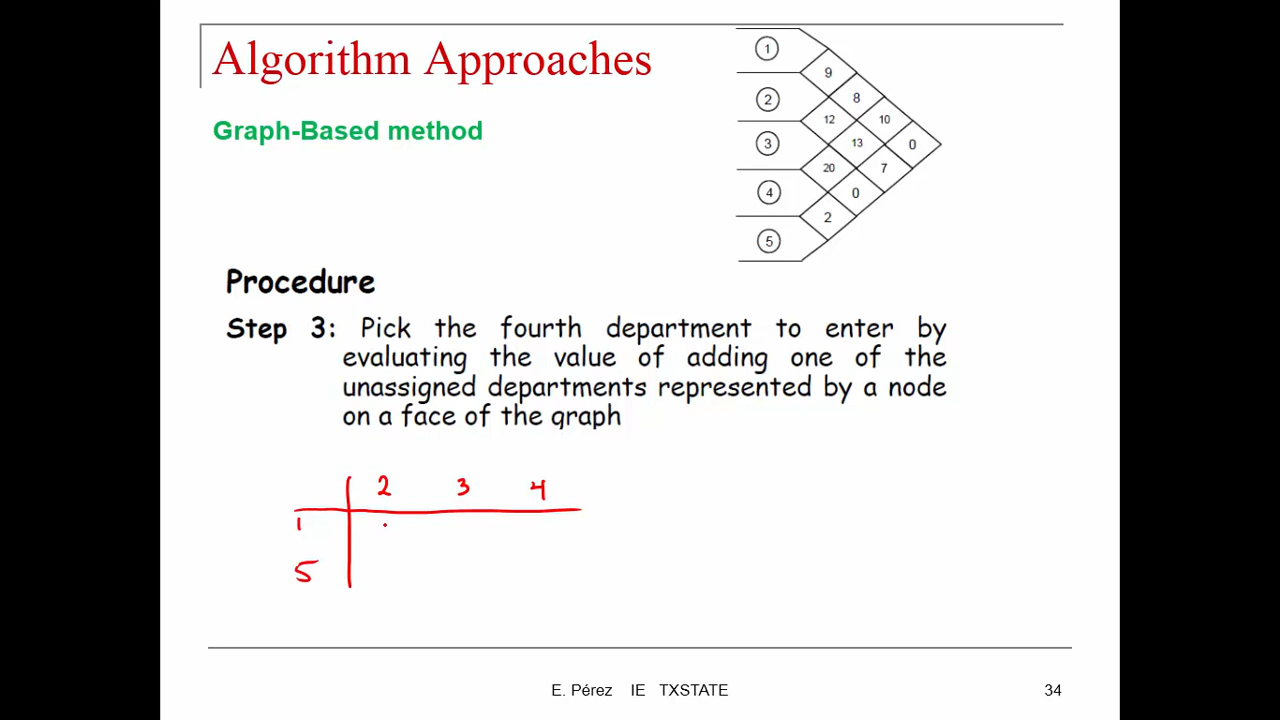 Algorithm Approaches
Graph-Based method
1
9
8
2
12
10
3
13
0
20
7
4
0
2
5
Procedure
Step 3: Pick the fourth department to enter by
evaluating the value of adding one of the
unassigned departments represented by a node
on a face of the graph
2 3 4
1
5
E. Pérez IE TXSTATE 34